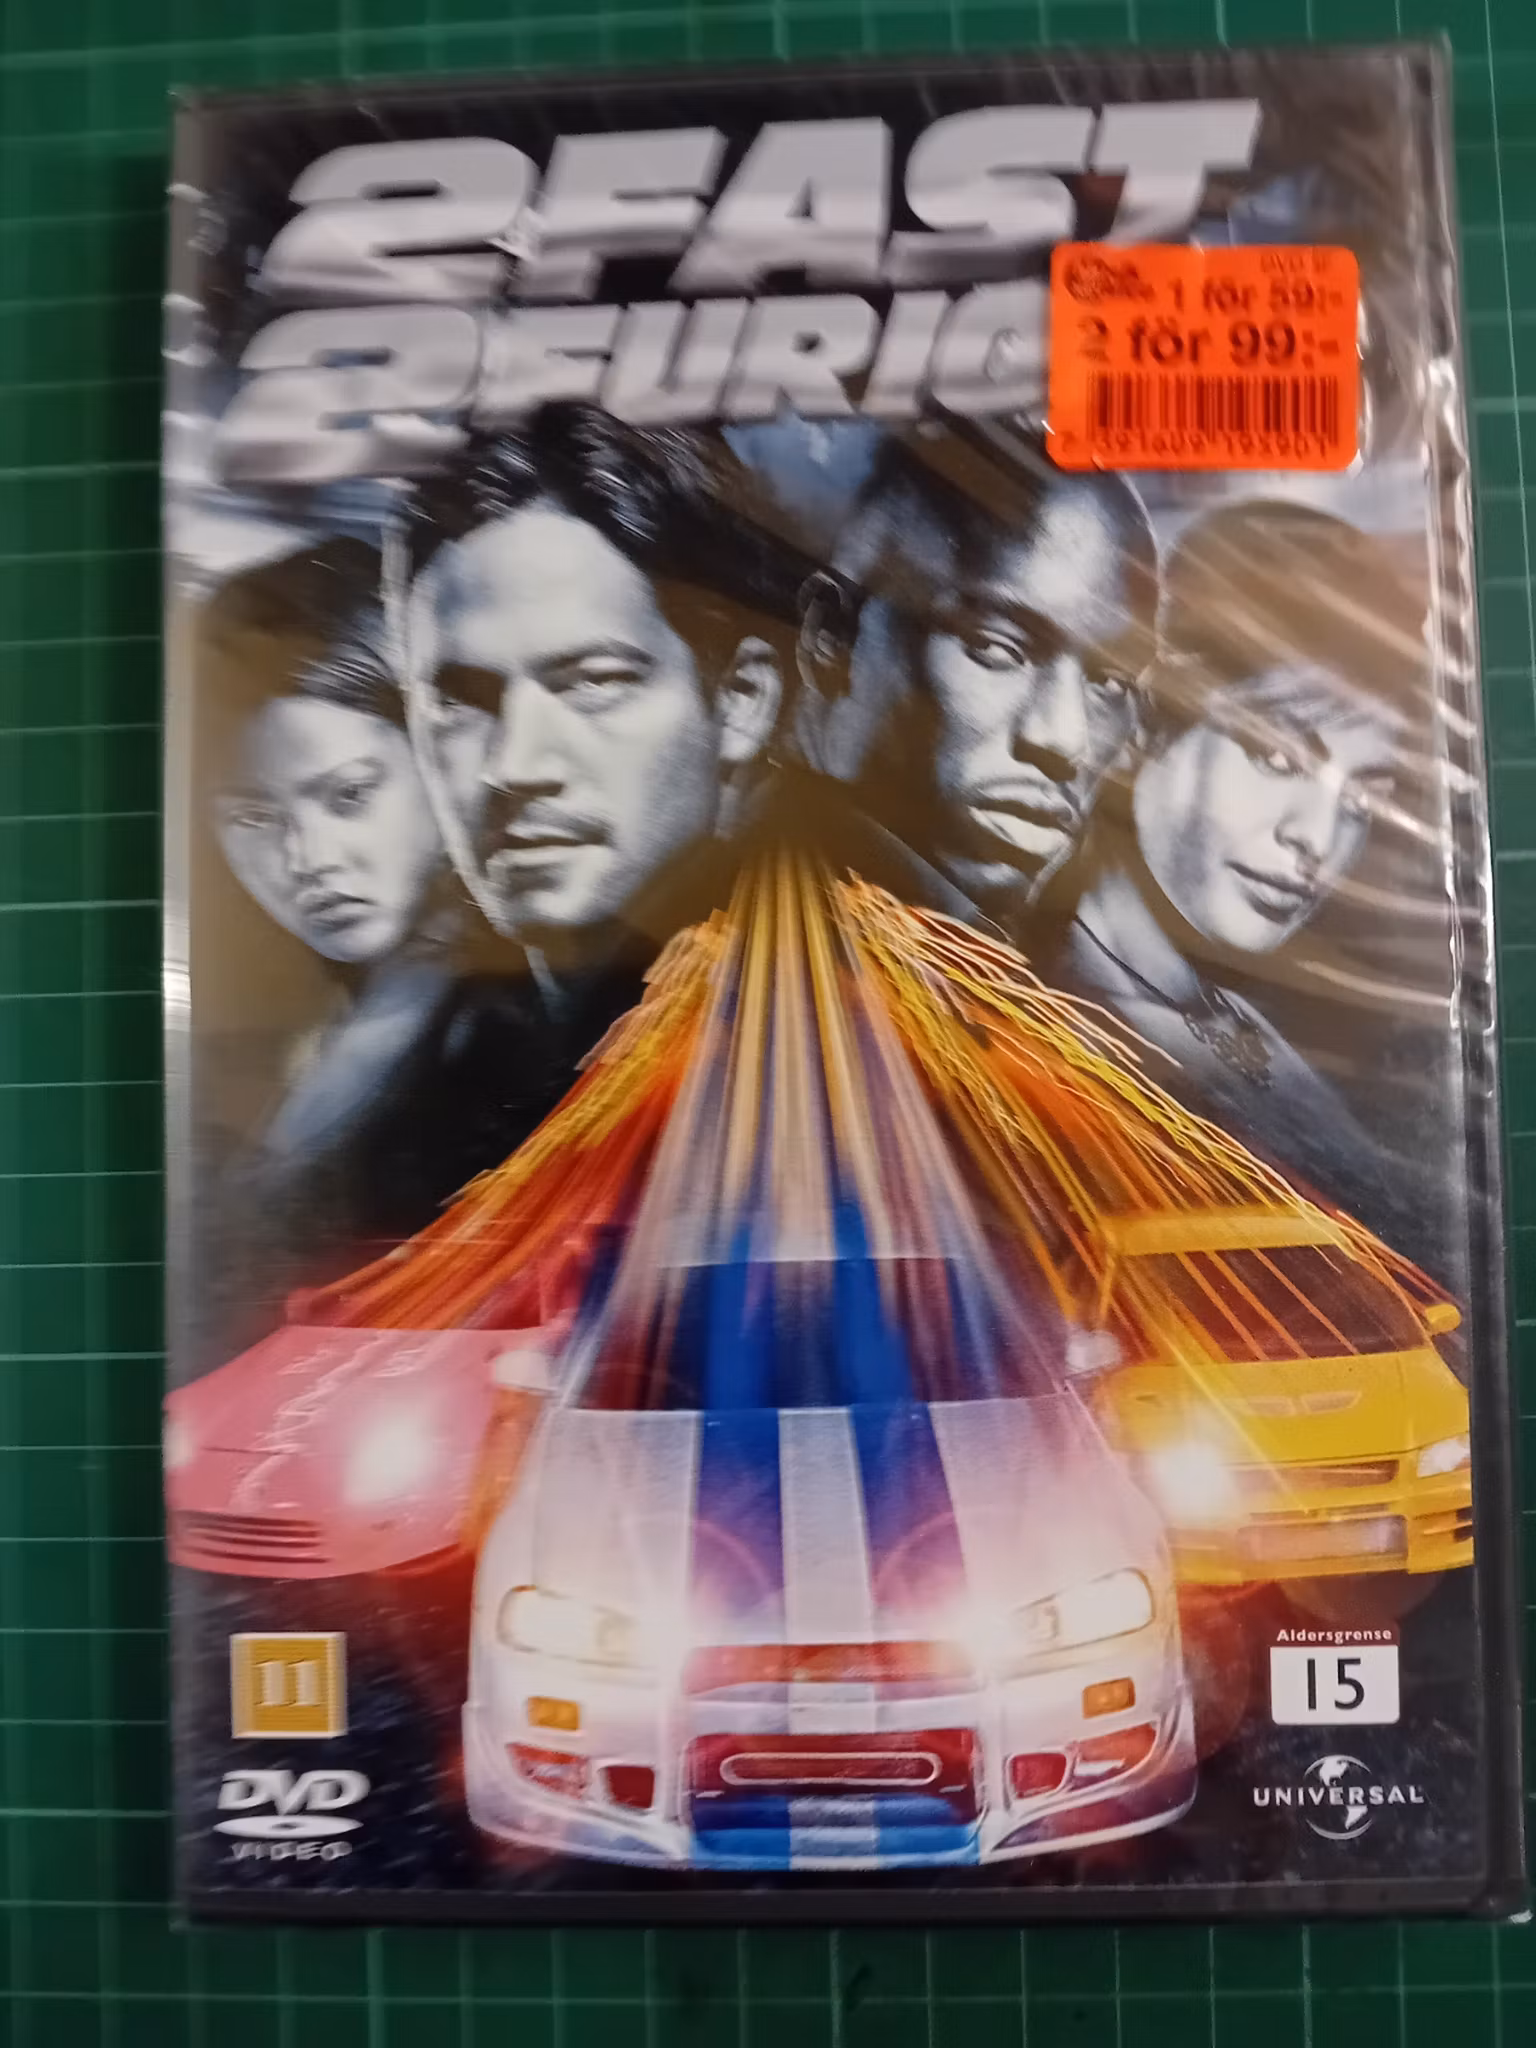 2 FAST
2 FURIO
1 för 59:-
2 för 99:-
11
Aldersgrense
15
DVD
VIDEO
UNIVERSAL